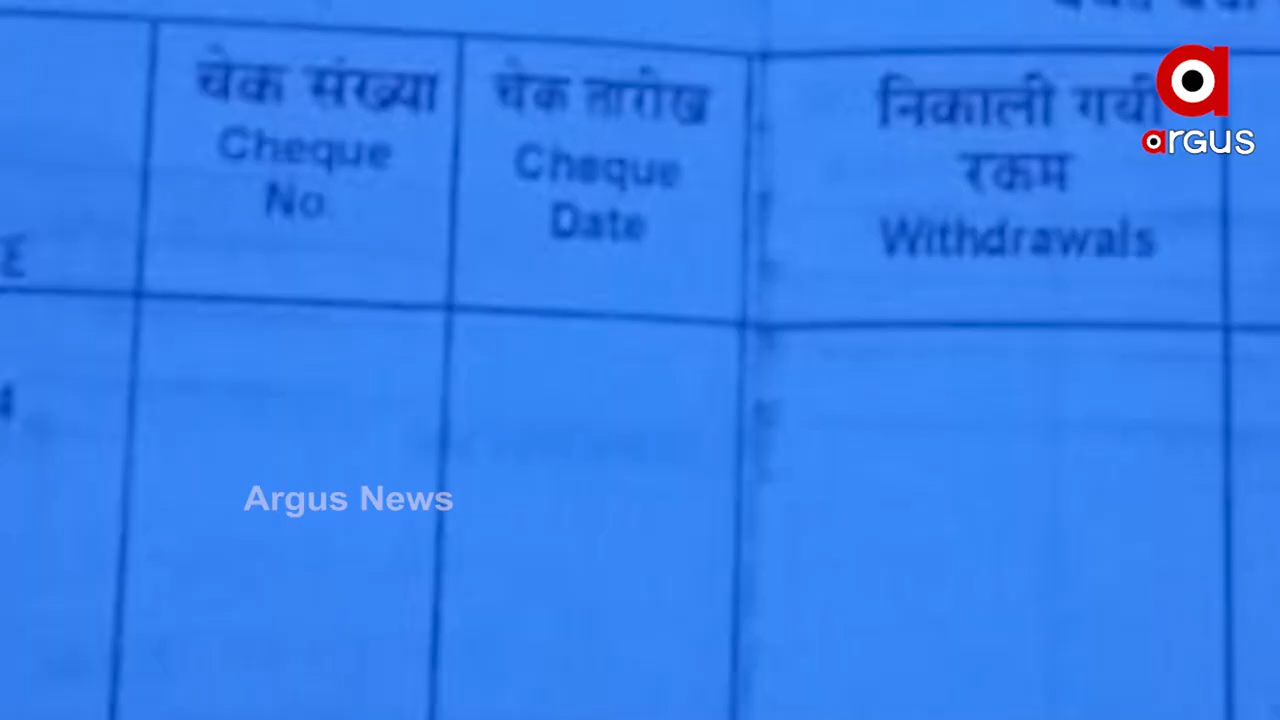 चेक संख्या
Cheque
No.
चेक तारीख
Cheque
Date
निकाली गयी
रकम
Withdrawals
argus
Argus News